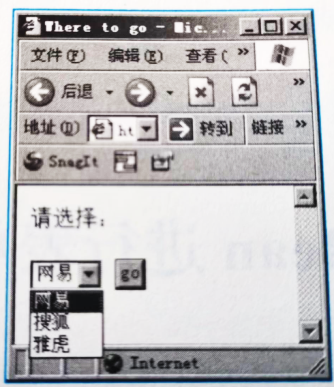 Where to go - Mic...
文件(F) 编辑(E) 查看( »
后退 »
地址(D) ht 转到 链接 »
SnagIt
请选择：
网易 go
网易
搜狐
雅虎
Internet